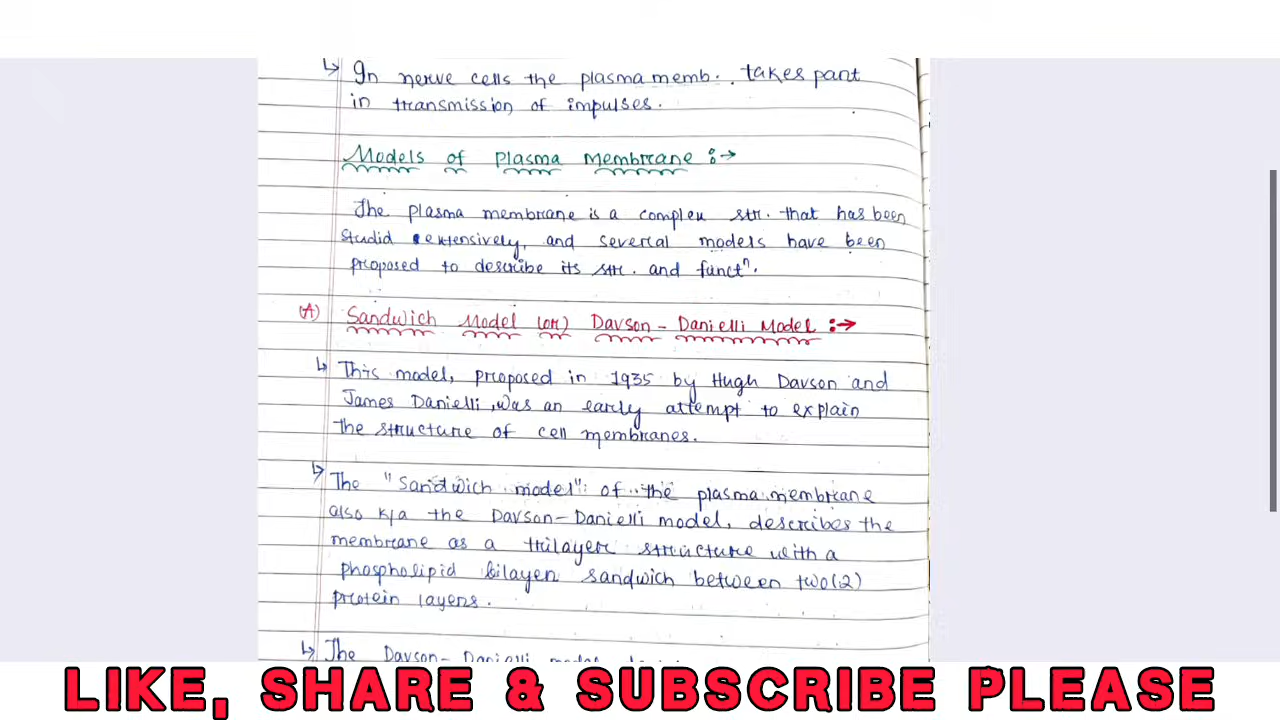 ↳ In nerve cells the plasma memb. takes part
in transmission of impulses.
Models of Plasma Membrane :→
The plasma membrane is a complex str. that has been
studid extensively, and several models have been
proposed to describe its str. and functⁿ.
(A) Sandwich Model (or) Davson - Danielli Model :→
↳ This model, proposed in 1935 by Hugh Davson and
James Danielli, was an early attempt to explain
the structure of cell membranes.
↳ The "Sandwich model" of the plasma membrane
also k/a the Davson-Danielli model, describes the
membrane as a trilayer structure with a
phospholipid bilayer sandwich between two(2)
protein layers.
↳ The Davson-Danielli model
LIKE, SHARE & SUBSCRIBE PLEASE